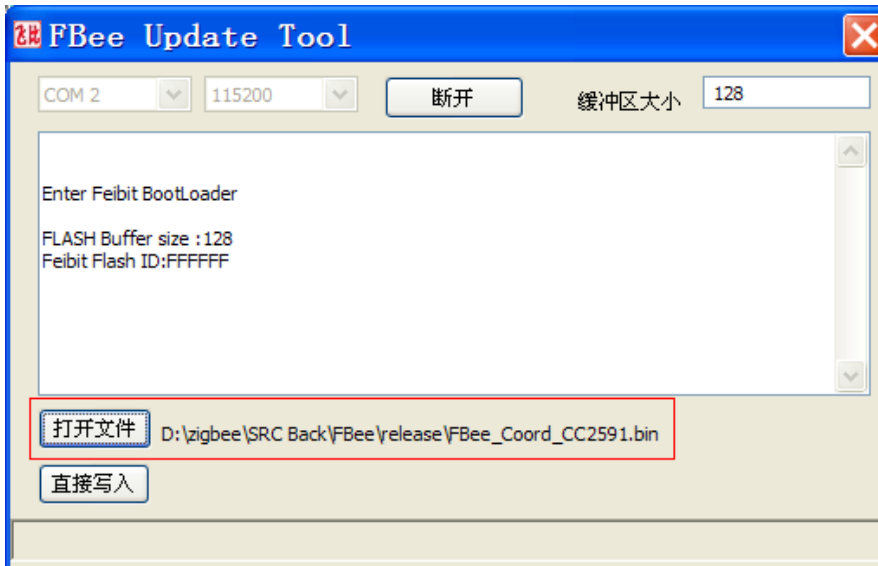 飞比 FBee Update Tool
COM 2 115200 断开 缓冲区大小 128
Enter Feibit BootLoader
FLASH Buffer size :128
Feibit Flash ID:FFFFFF
打开文件 D:\zigbee\SRC Back\FBee\release\FBee_Coord_CC2591.bin
直接写入